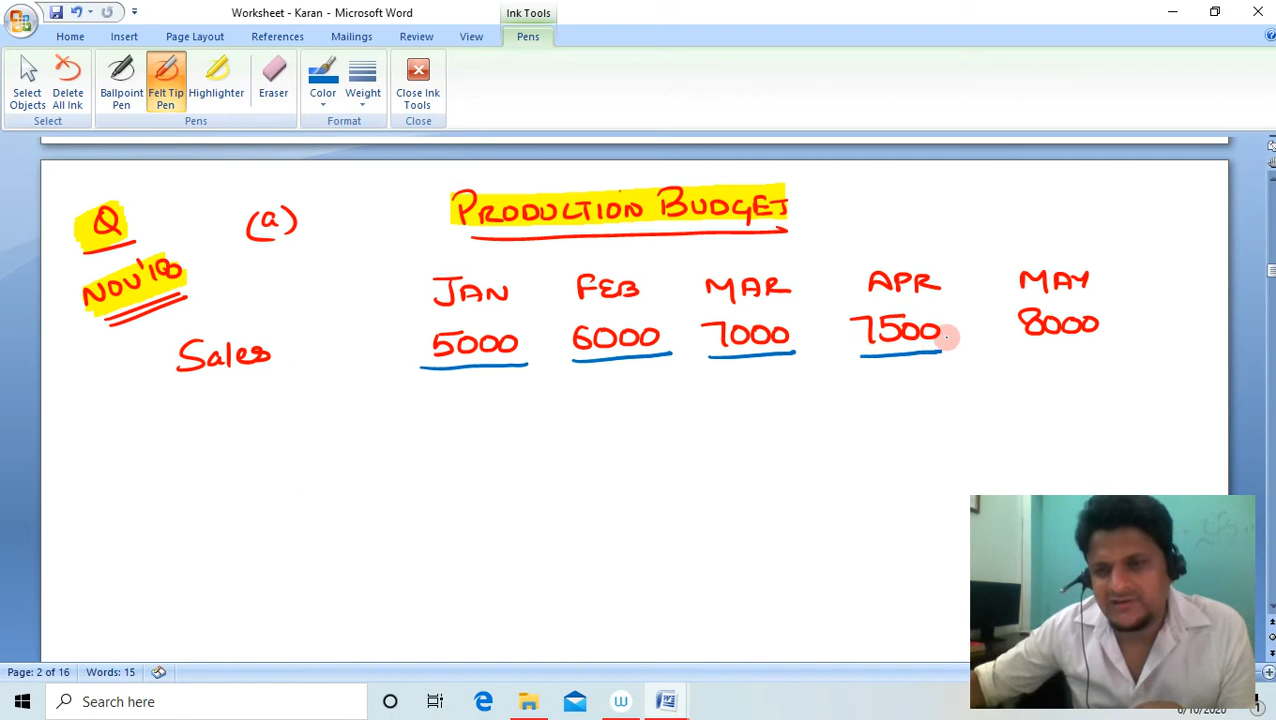 Worksheet - Karan - Microsoft Word
Ink Tools
Home Insert Page Layout References Mailings Review View Pens
Select Objects
Delete All Ink
Ballpoint Pen
Felt Tip Pen
Highlighter
Eraser
Color
Weight
Close Ink Tools
Select Pens Format Close
Q (a) PRODUCTION BUDGET
NOV'18
JAN FEB MAR APR MAY
Sales 5000 6000 7000 7500 8000
Page: 2 of 16 Words: 15
Search here
6/10/2020